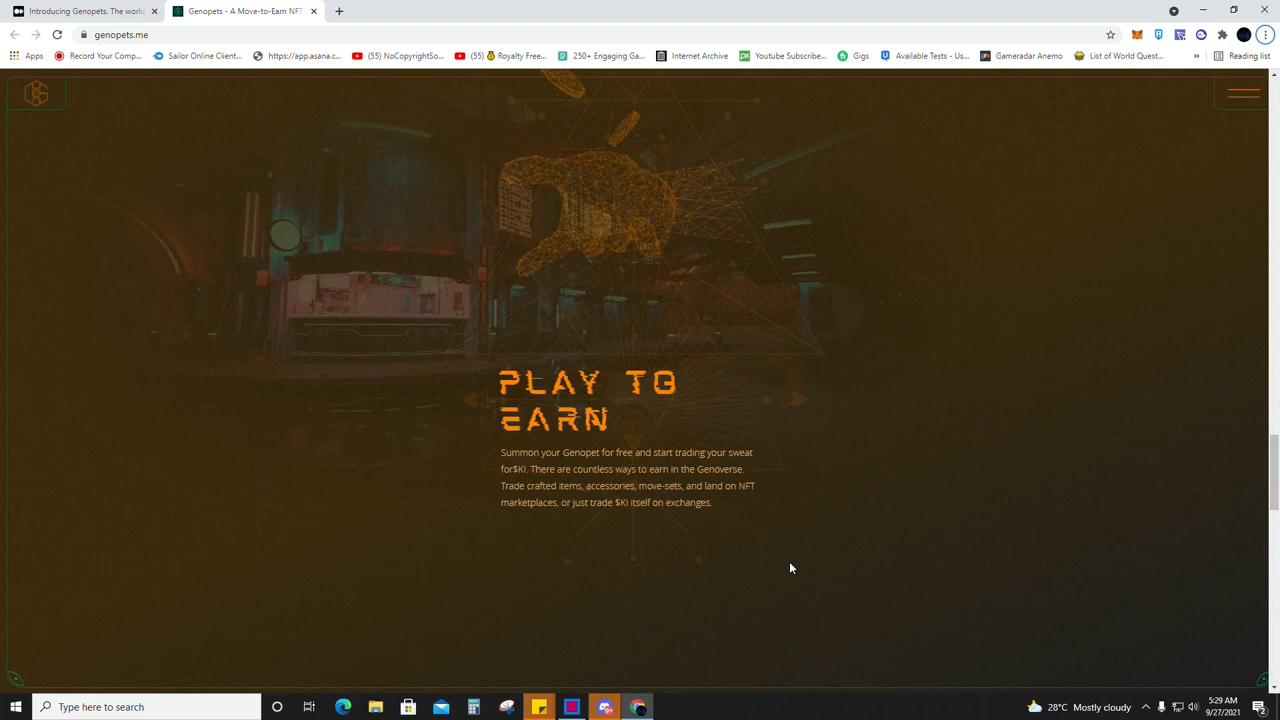 Introducing Genopets. The world
Genopets - A Move-to-Earn NFT
genopets.me
Apps
Record Your Comp...
Sailor Online Client...
https://app.asana.c...
(55) NoCopyrightSo...
(55) 💰 Royalty Free...
250+ Engaging Ga...
Internet Archive
Youtube Subscribe...
Gigs
Available Tests - Us...
Gameradar Anemo
List of World Quest...
»
Reading list
PLAY TO
EARN
Summon your Genopet for free and start trading your sweat
for$KI. There are countless ways to earn in the Genoverse.
Trade crafted items, accessories, move-sets, and land on NFT
marketplaces, or just trade $KI itself on exchanges.
Type here to search
28°C Mostly cloudy
5:29 AM
9/27/2021